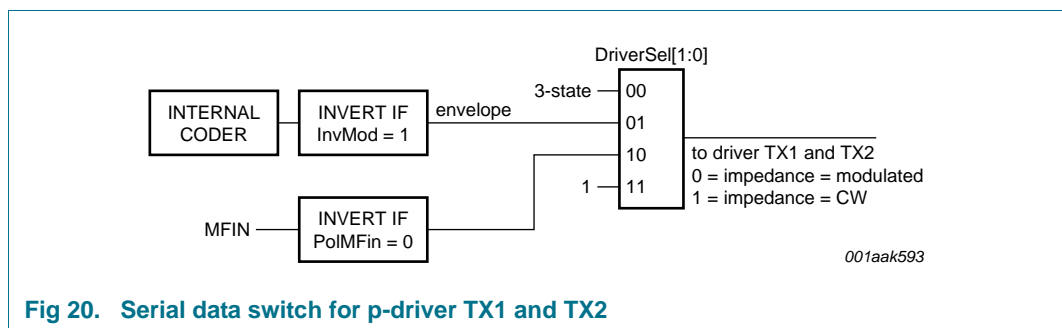 DriverSel[1:0]
3-state
00
INTERNAL
CODER
INVERT IF
InvMod = 1
envelope
01
10
1
11
to driver TX1 and TX2
0 = impedance = modulated
1 = impedance = CW
MFIN
INVERT IF
PolMFin = 0
001aak593
Fig 20. Serial data switch for p-driver TX1 and TX2